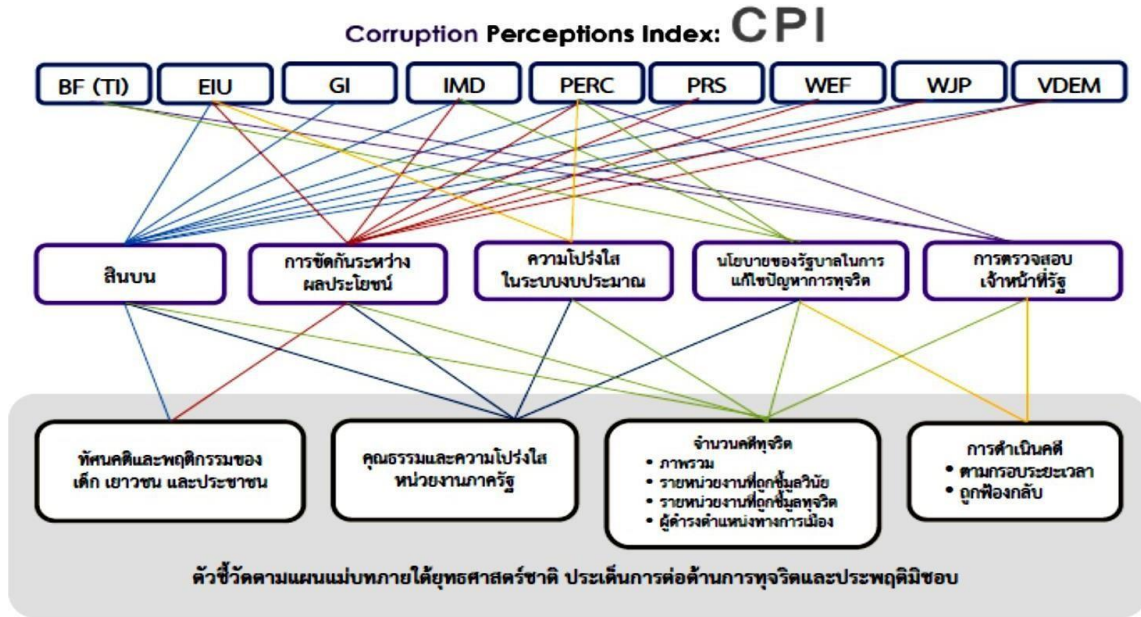 Corruption Perceptions Index: CPI
BF (TI) EIU GI IMD PERC PRS WEF WJP VDEM
สินบน
การขัดกันระหว่าง
ผลประโยชน์
ความโปร่งใส
ในระบบงบประมาณ
นโยบายของรัฐบาลในการ
แก้ไขปัญหาการทุจริต
การตรวจสอบ
เจ้าหน้าที่รัฐ
ทัศนคติและพฤติกรรมของ
เด็ก เยาวชน และประชาชน
คุณธรรมและความโปร่งใส
หน่วยงานภาครัฐ
จำนวนคดีทุจริต
• ภาพรวม
• รายหน่วยงานที่ถูกชี้มูลวินัย
• รายหน่วยงานที่ถูกชี้มูลทุจริต
• ผู้ดำรงตำแหน่งทางการเมือง
การดำเนินคดี
• ตามกรอบระยะเวลา
• ถูกฟ้องกลับ
ตัวชี้วัดตามแผนแม่บทภายใต้ยุทธศาสตร์ชาติ ประเด็นการต่อต้านการทุจริตและประพฤติมิชอบ